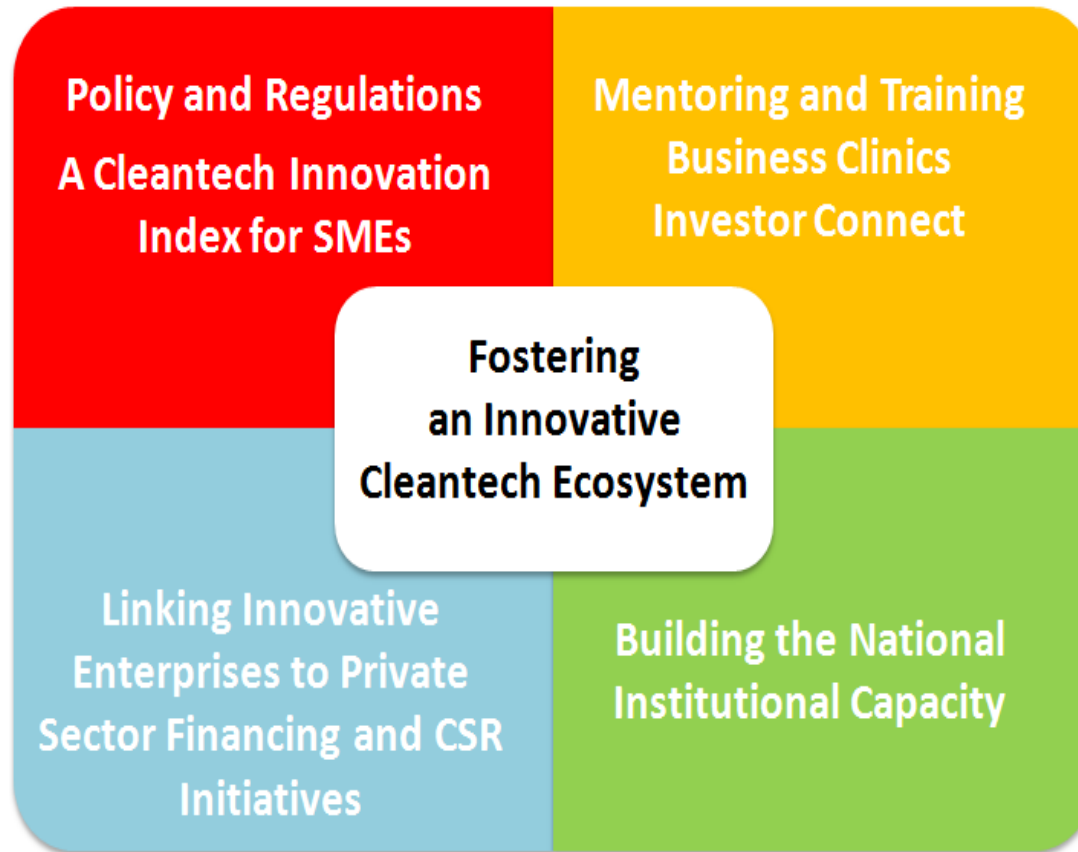 Policy and Regulations
A Cleantech Innovation
Index for SMEs
Mentoring and Training
Business Clinics
Investor Connect
Fostering
an Innovative
Cleantech Ecosystem
Linking Innovative
Enterprises to Private
Sector Financing and CSR
Initiatives
Building the National
Institutional Capacity